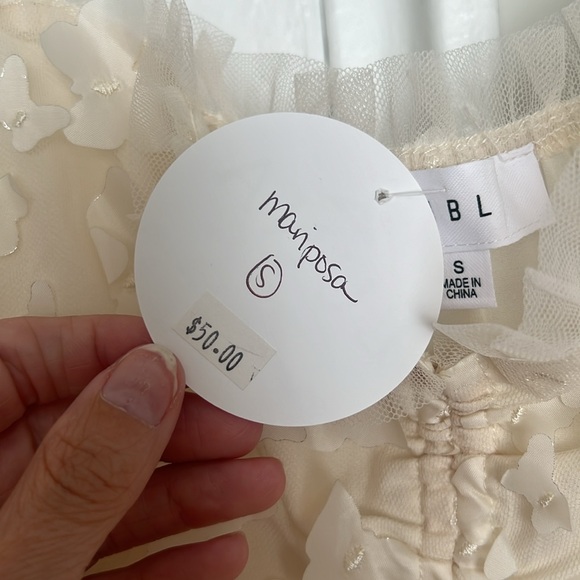 mariposa
S
$50.00
BL
S
MADE IN
CHINA